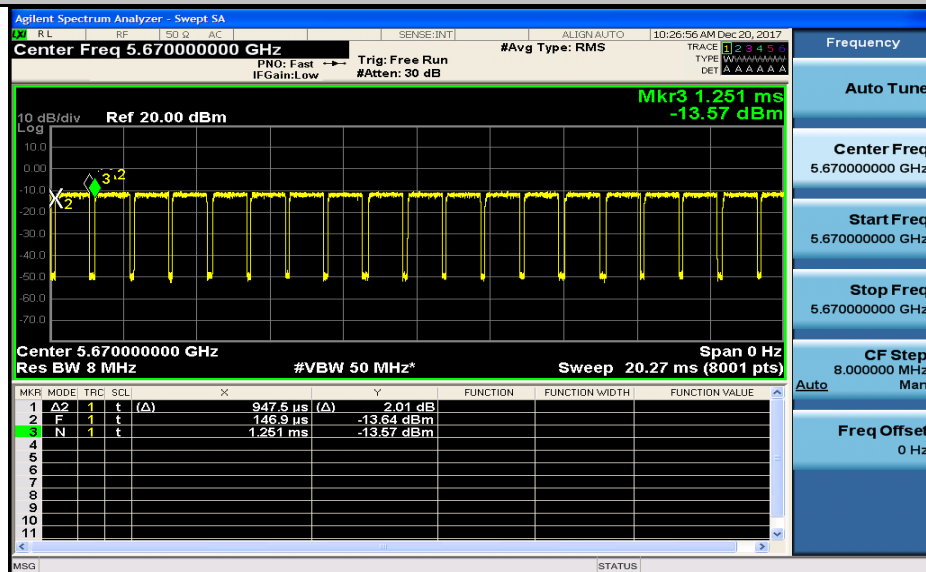 Agilent Spectrum Analyzer - Swept SA
LXI RL RF 50 Ω AC SENSE:INT ALIGN AUTO 10:26:56 AM Dec 20, 2017
Center Freq 5.670000000 GHz
PNO: Fast
IFGain:Low
Trig: Free Run
#Atten: 30 dB
#Avg Type: RMS
TRACE 1 2 3 4 5 6
TYPE WWWWWW
DET A A A A A A
Mkr3 1.251 ms
-13.57 dBm
10 dB/div Ref 20.00 dBm
Log
10.0
0.00
-10.0
-20.0
-30.0
-40.0
-50.0
-60.0
-70.0
X2
3
2
Center 5.670000000 GHz Span 0 Hz
Res BW 8 MHz #VBW 50 MHz* Sweep 20.27 ms (8001 pts)
MKR MODE TRC SCL X Y FUNCTION FUNCTION WIDTH FUNCTION VALUE
1 Δ2 1 t (Δ) 947.5 µs (Δ) 2.01 dB
2 F 1 t 146.9 µs -13.64 dBm
3 N 1 t 1.251 ms -13.57 dBm
4
5
6
7
8
9
10
11
MSG STATUS
Frequency
Auto Tune
Center Freq
5.670000000 GHz
Start Freq
5.670000000 GHz
Stop Freq
5.670000000 GHz
CF Step
8.000000 MHz
Auto Man
Freq Offset
0 Hz